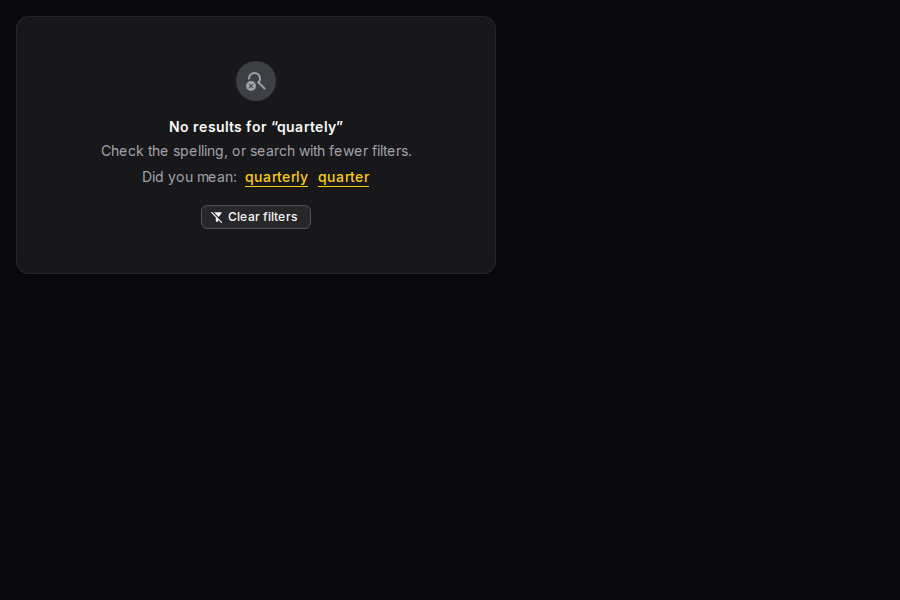 No results for “quartely”
Check the spelling, or search with fewer filters.
Did you mean: quarterly quarter
Clear filters